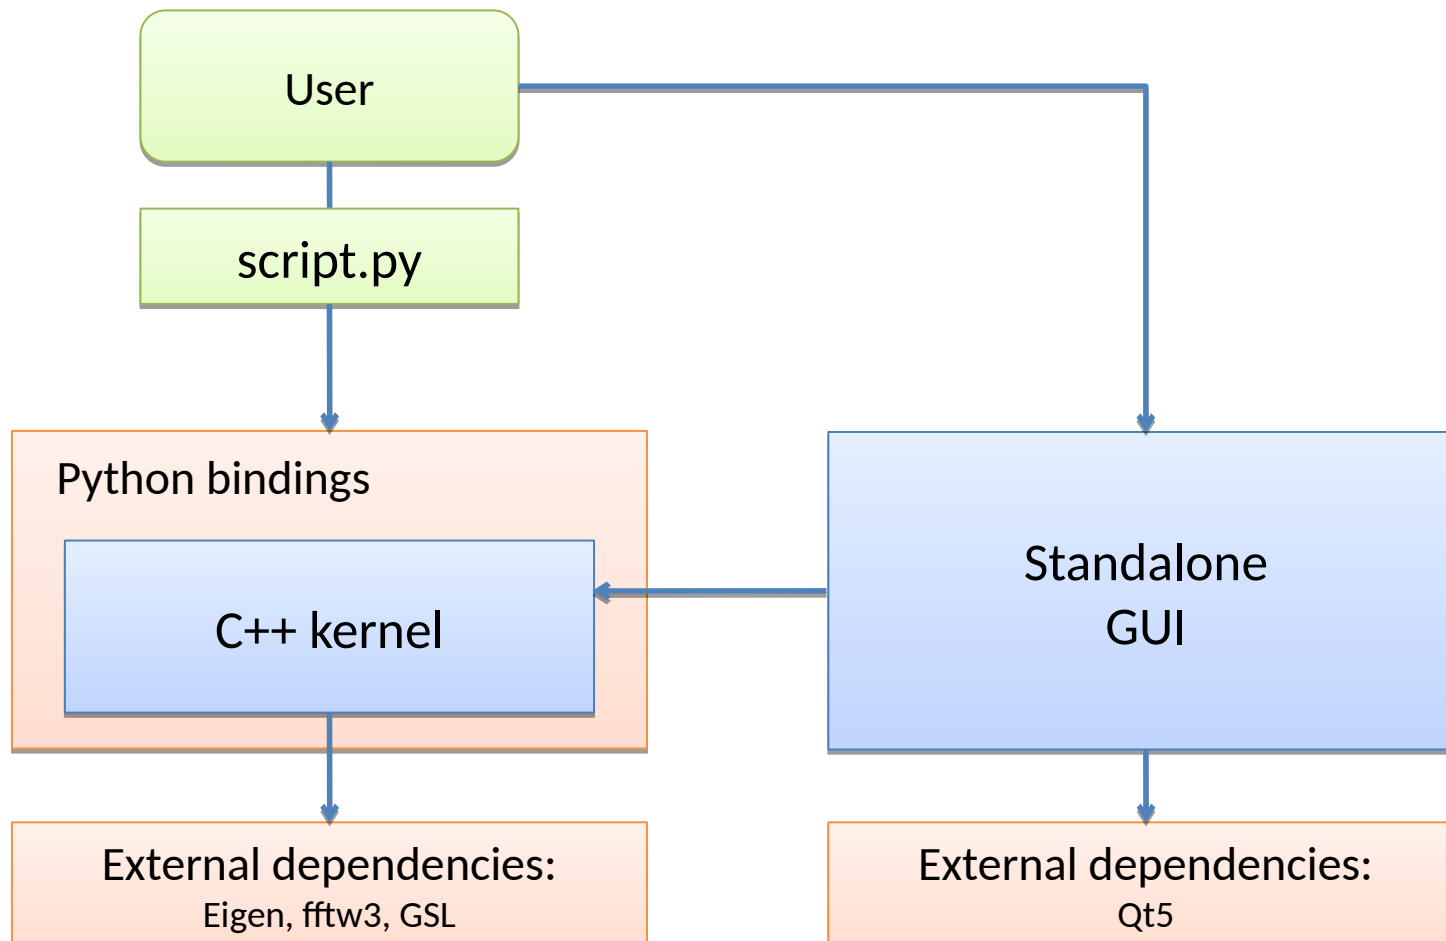 User
script.py
Python bindings
C++ kernel
Standalone
GUI
External dependencies:
Eigen, fftw3, GSL
External dependencies:
Qt5